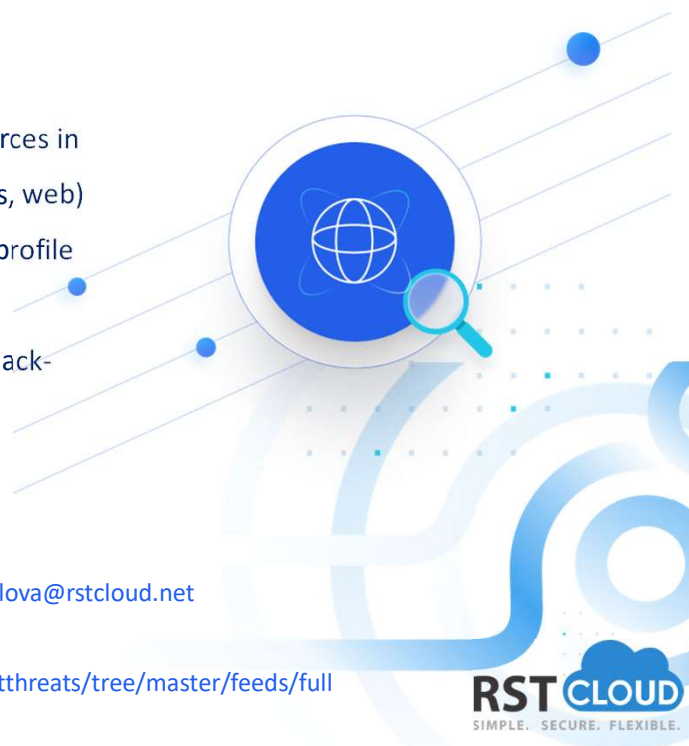 rces in
s, web)
profile
ack-
lova@rstcloud.net
tthreats/tree/master/feeds/full
RST CLOUD
SIMPLE. SECURE. FLEXIBLE.